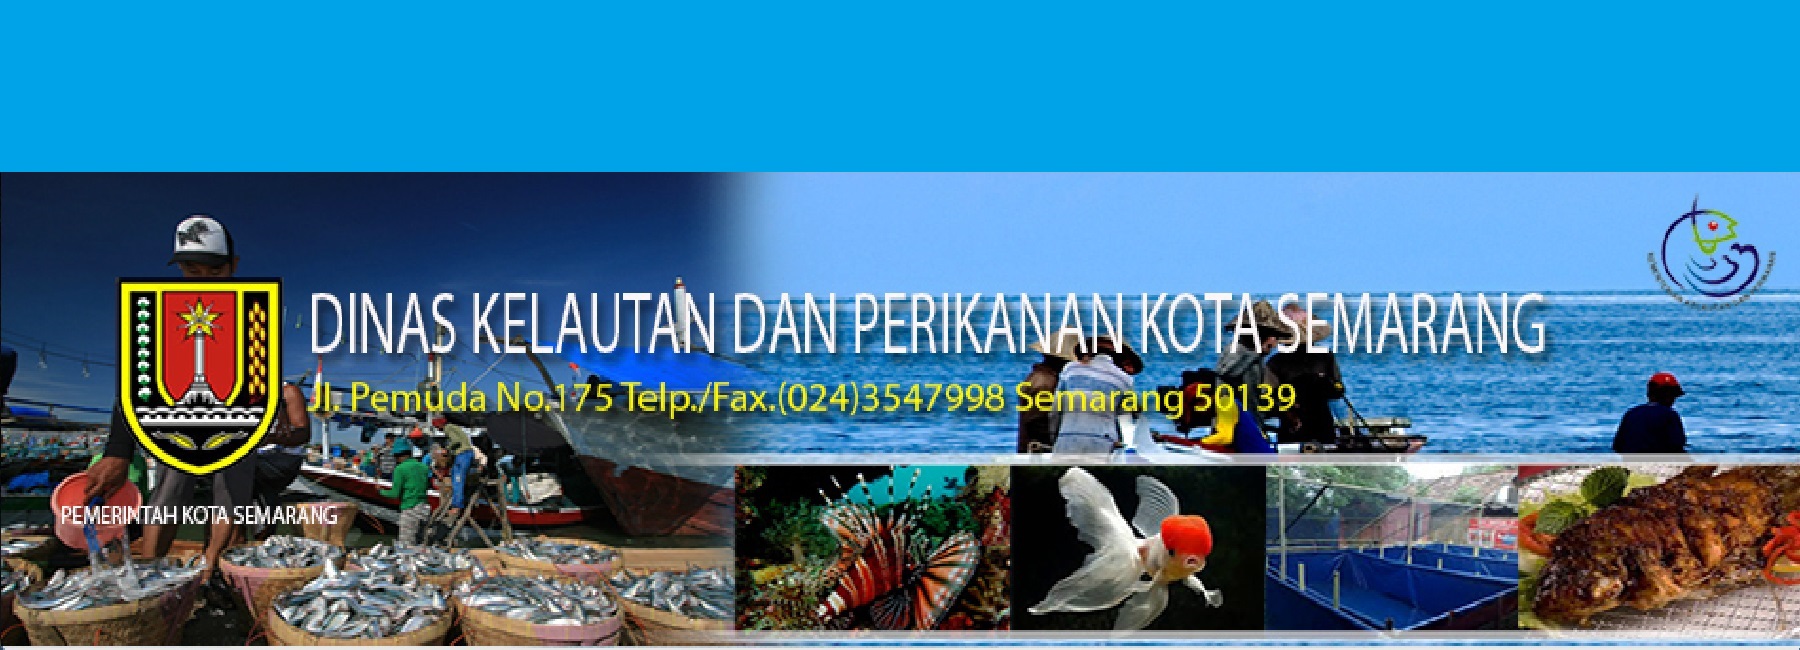 DINAS KELAUTAN DAN PERIKANAN KOTA SEMARANG
Jl. Pemuda No.175 Telp./Fax.(024)3547998 Semarang 50139
PEMERINTAH KOTA SEMARANG